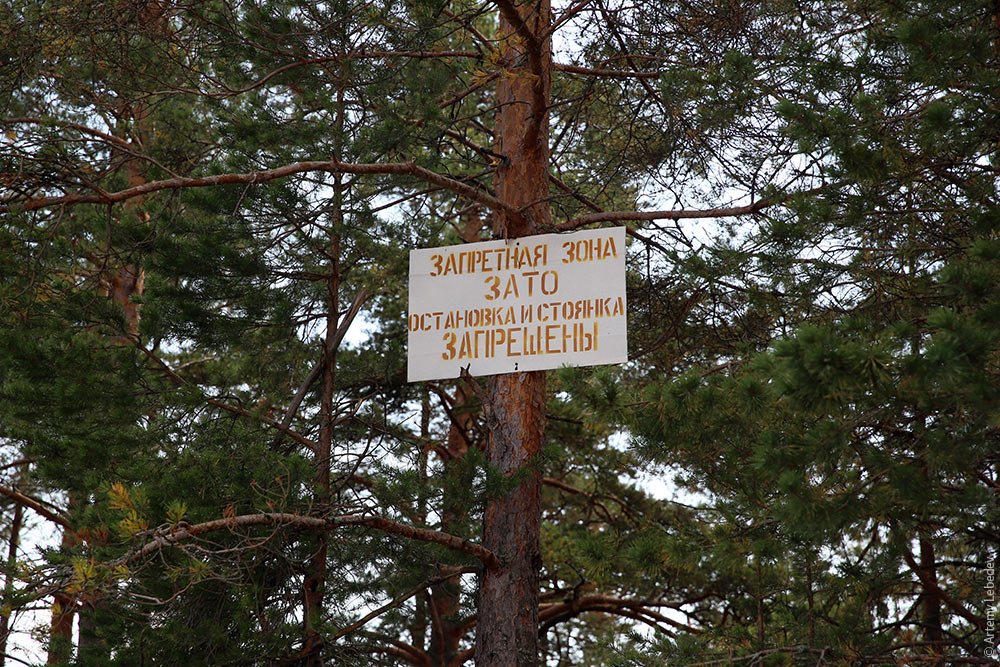 ЗАПРЕТНАЯ ЗОНА
ЗАТО
ОСТАНОВКА И СТОЯНКА
ЗАПРЕЩЕНЫ
© Artemy Lebedev